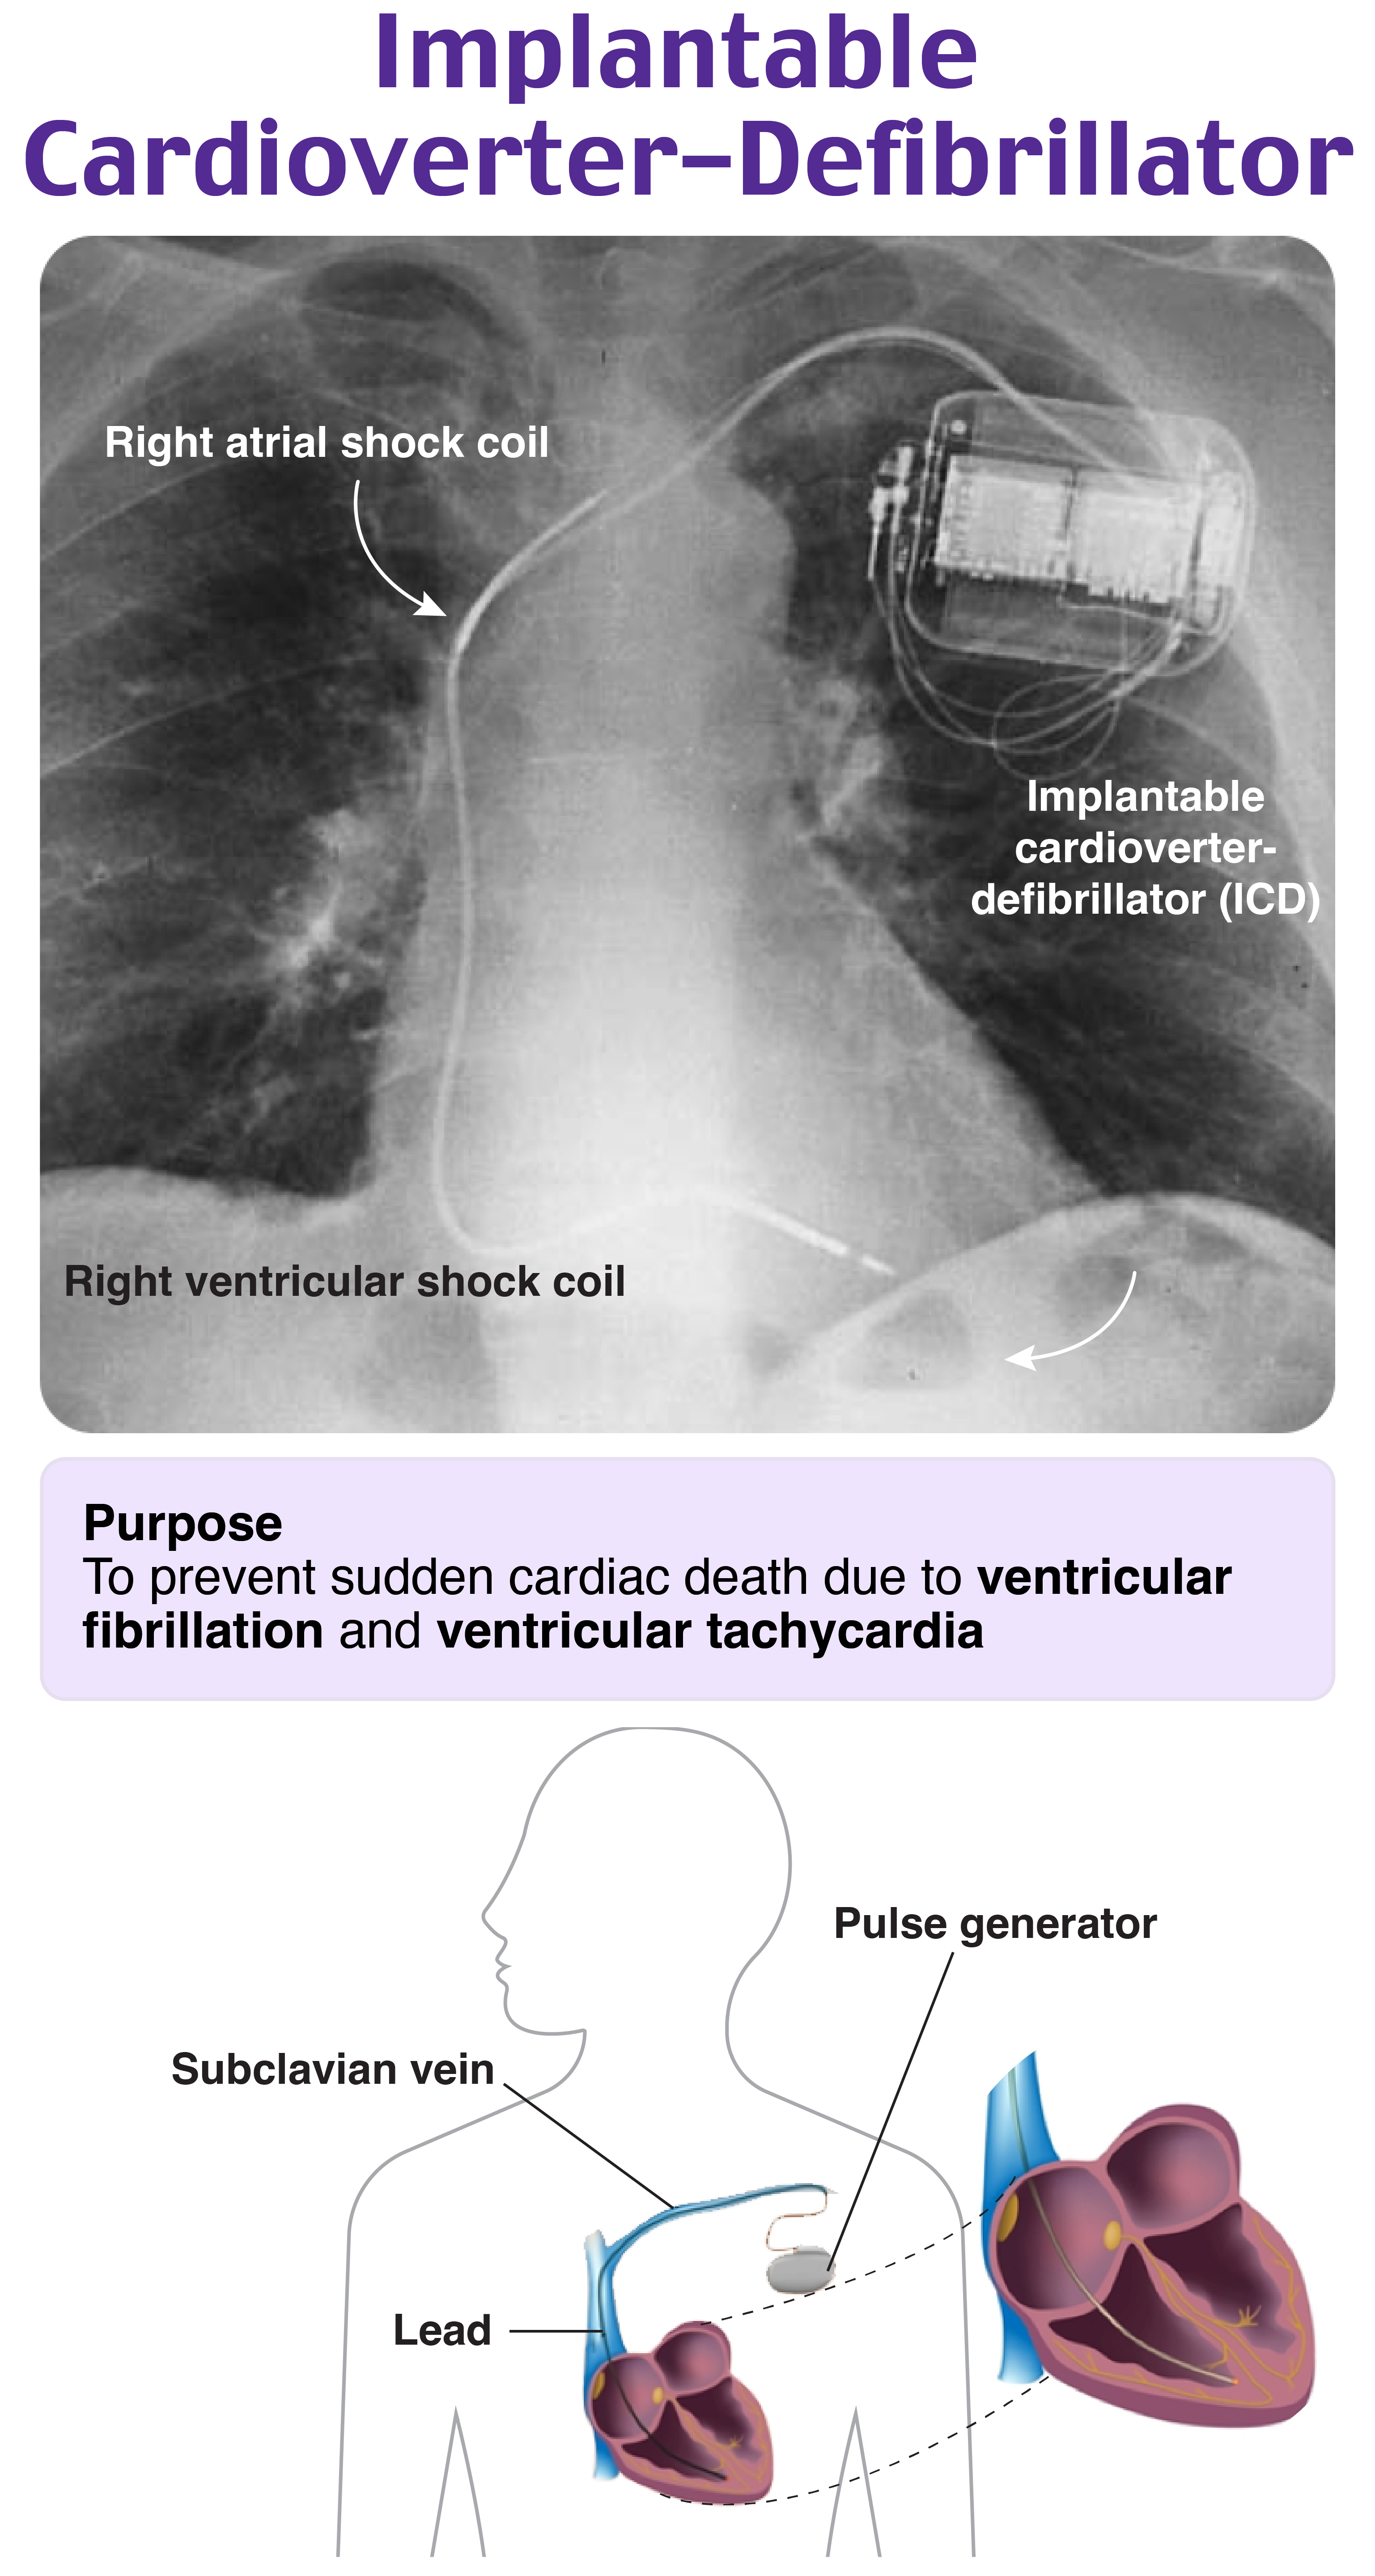 Implantable
Cardioverter–Defibrillator
Right atrial shock coil
Implantable
cardioverter-
defibrillator (ICD)
Right ventricular shock coil
Purpose
To prevent sudden cardiac death due to ventricular
fibrillation and ventricular tachycardia
Pulse generator
Subclavian vein
Lead